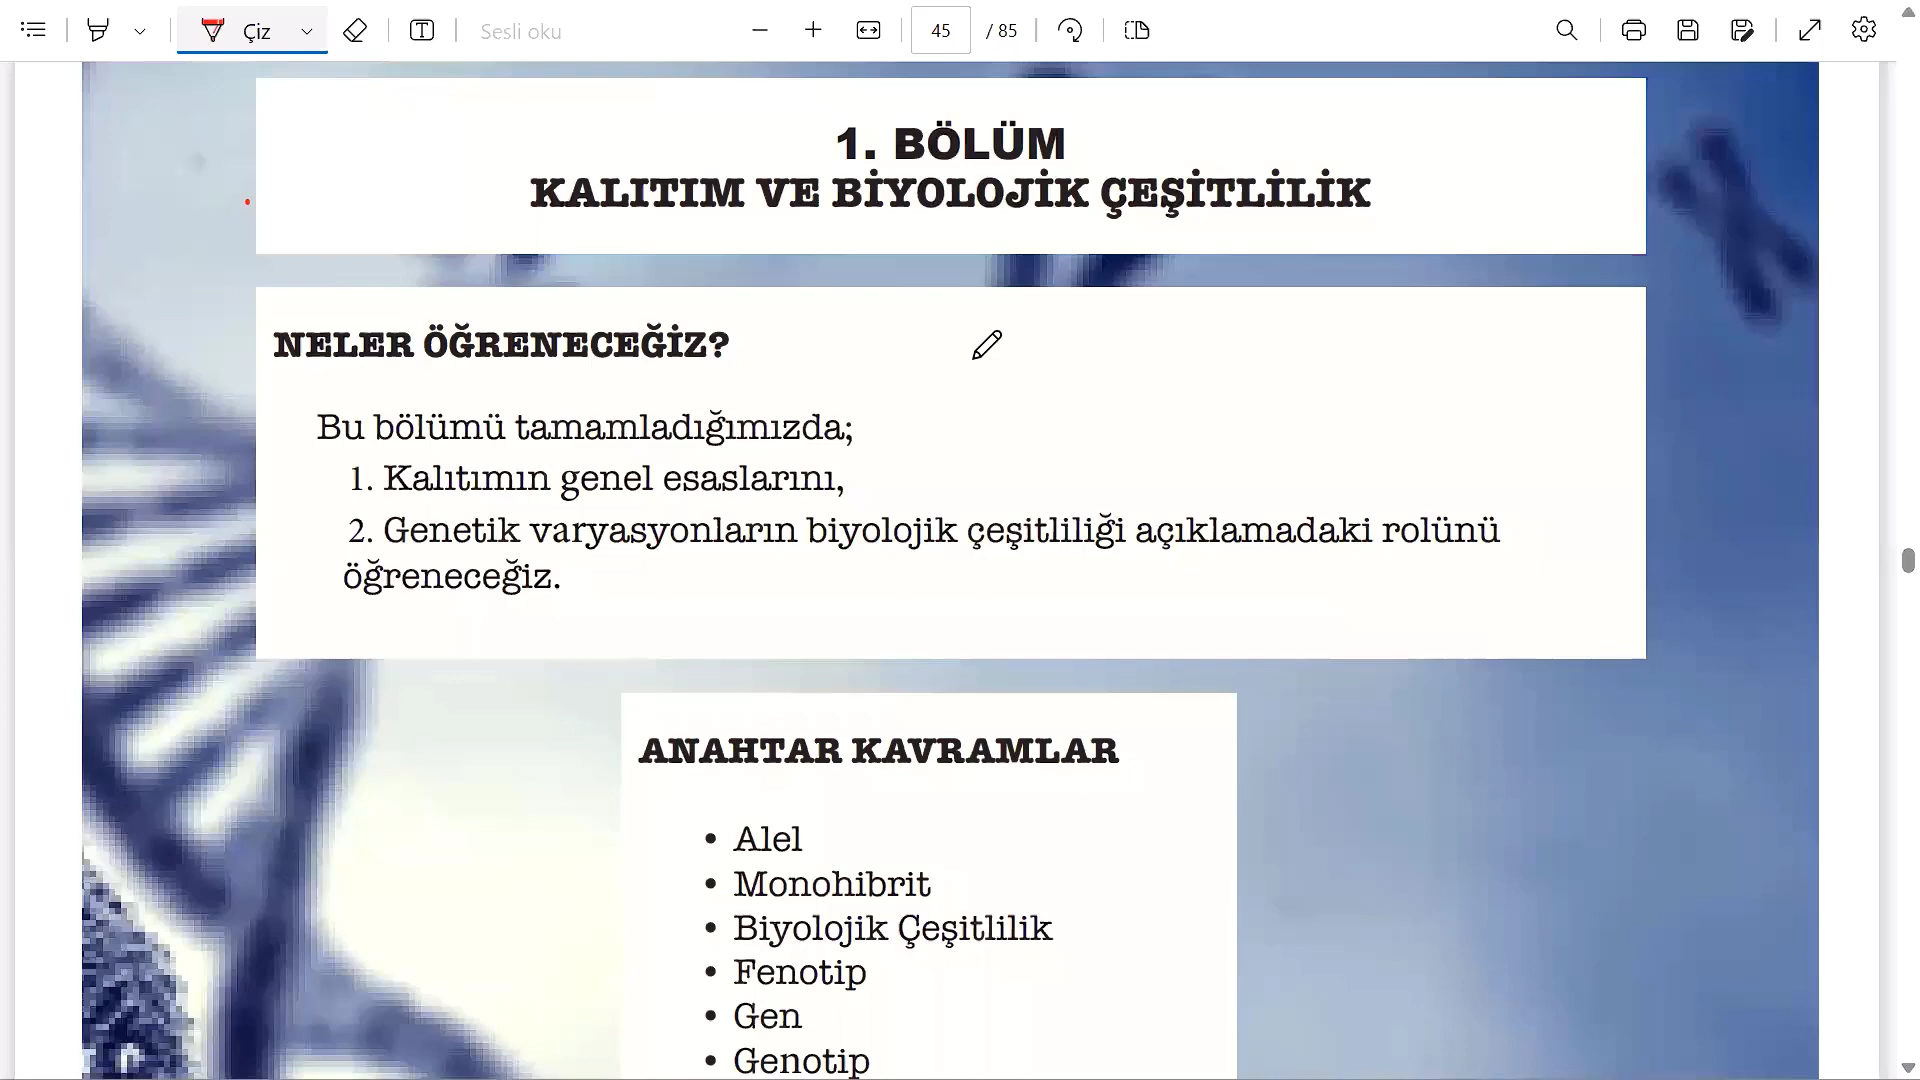 Çiz
Sesli oku
45 / 85
1. BÖLÜM
KALITIM VE BİYOLOJİK ÇEŞİTLİLİK
NELER ÖĞRENECEĞİZ?
Bu bölümü tamamladığımızda;
1. Kalıtımın genel esaslarını,
2. Genetik varyasyonların biyolojik çeşitliliği açıklamadaki rolünü
öğreneceğiz.
ANAHTAR KAVRAMLAR
• Alel
• Monohibrit
• Biyolojik Çeşitlilik
• Fenotip
• Gen
• Genotip